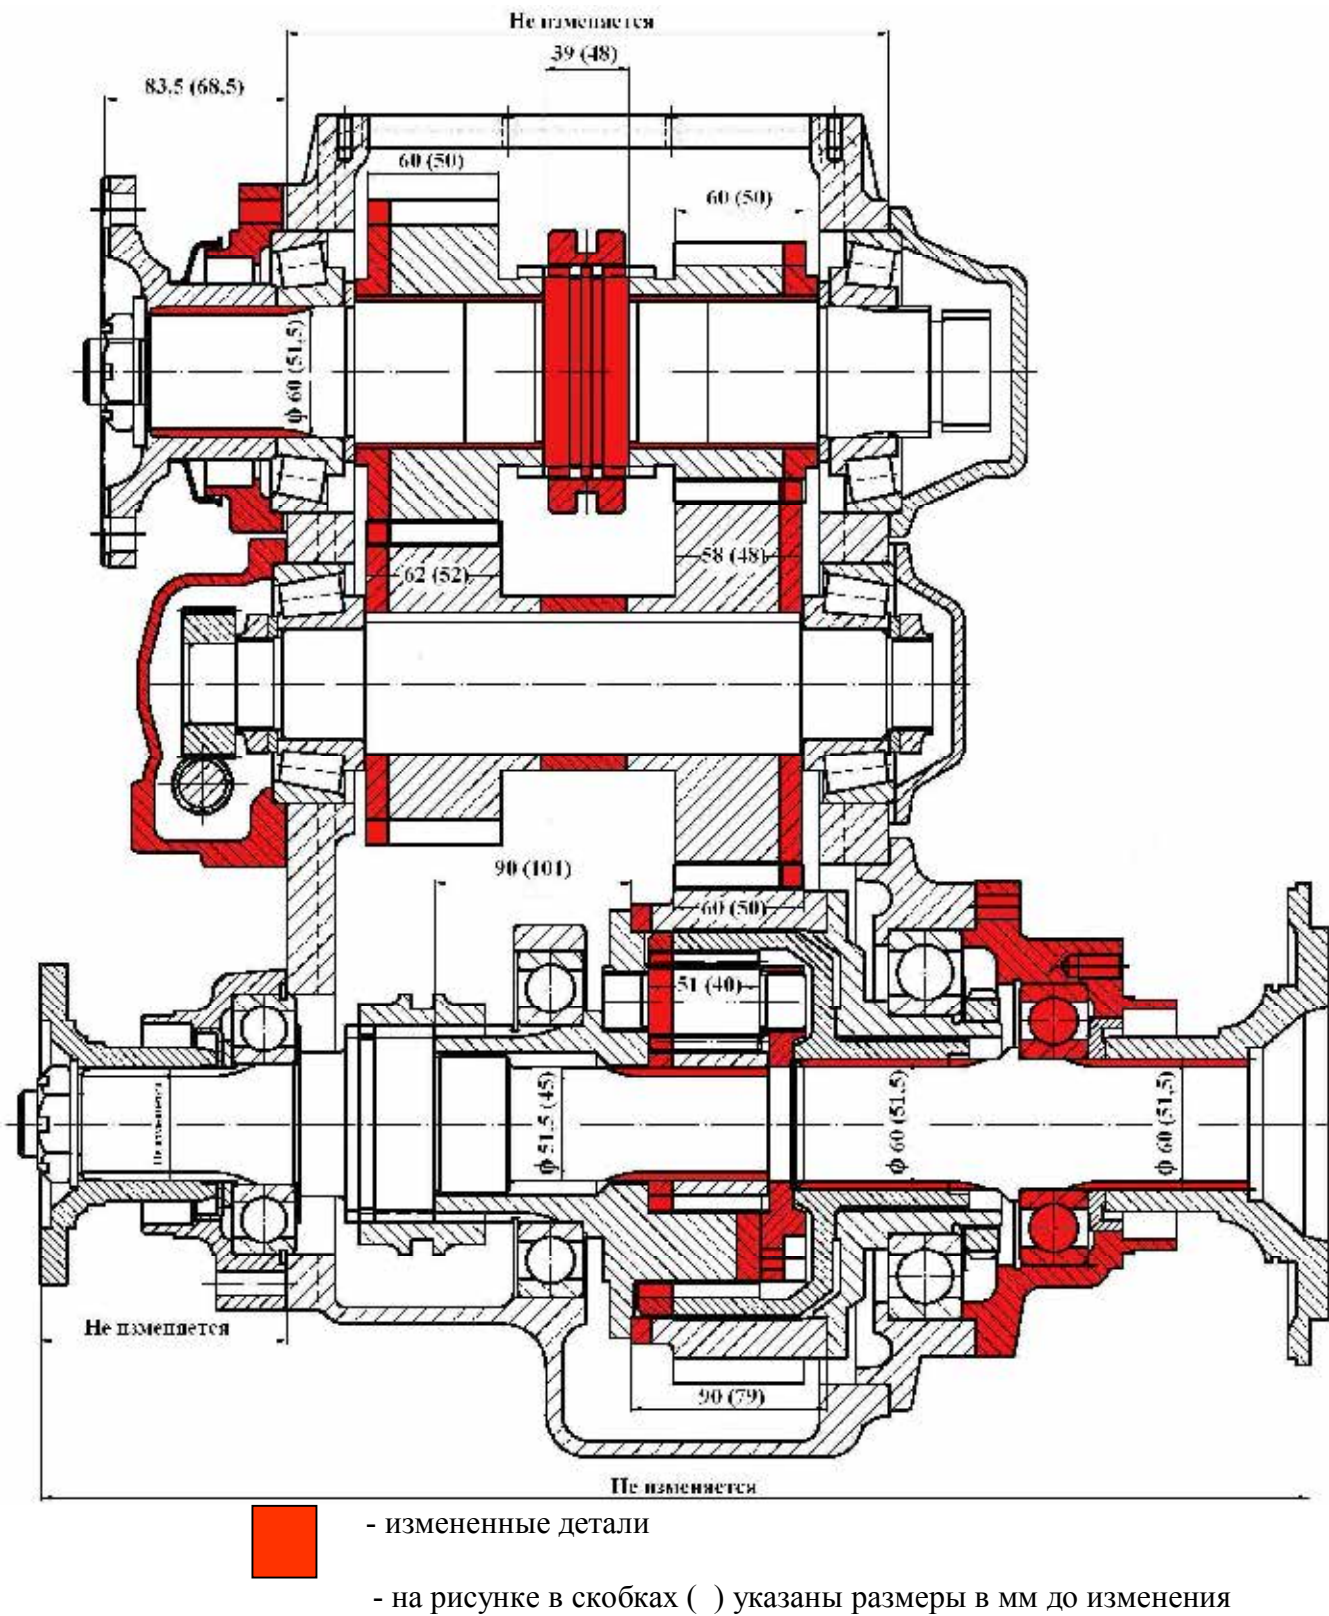 Не изменяется
39 (48)
83.5 (68.5)
60 (50)
60 (50)
ф 60 (51,5)
58 (48)
62 (52)
90 (101)
60 (50)
51 (40)
Не изменяется
ф 51,5 (45)
ф 60 (51,5)
ф 60 (51,5)
Не изменяется
90 (79)
Не изменяется
- измененные детали
- на рисунке в скобках ( ) указаны размеры в мм до изменения